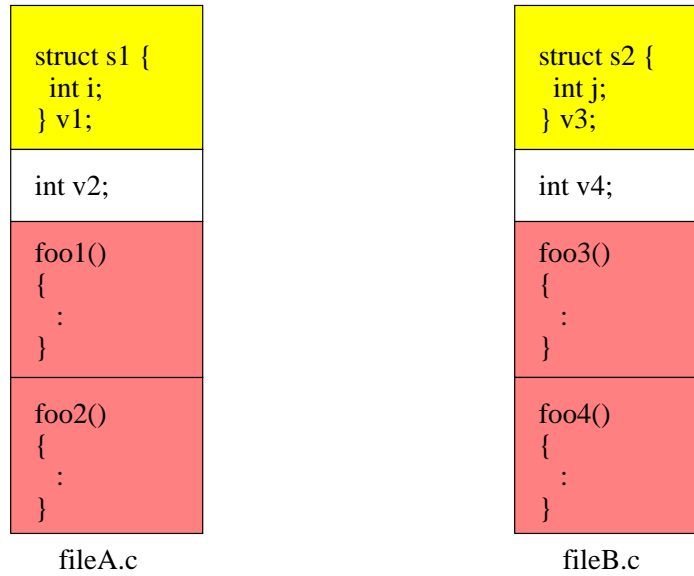 struct s1 {
int i;
} v1;
int v2;
foo1()
{
:
}
foo2()
{
:
}
fileA.c
struct s2 {
int j;
} v3;
int v4;
foo3()
{
:
}
foo4()
{
:
}
fileB.c